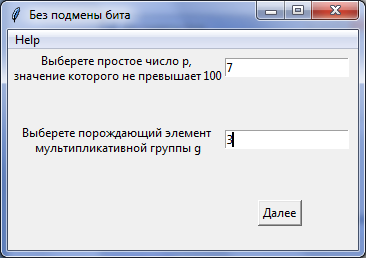 Без подмены бита
Help
Выберете простое число p,
значение которого не превышает 100
7
Выберете порождающий элемент
мультипликативной группы g
3
Далее